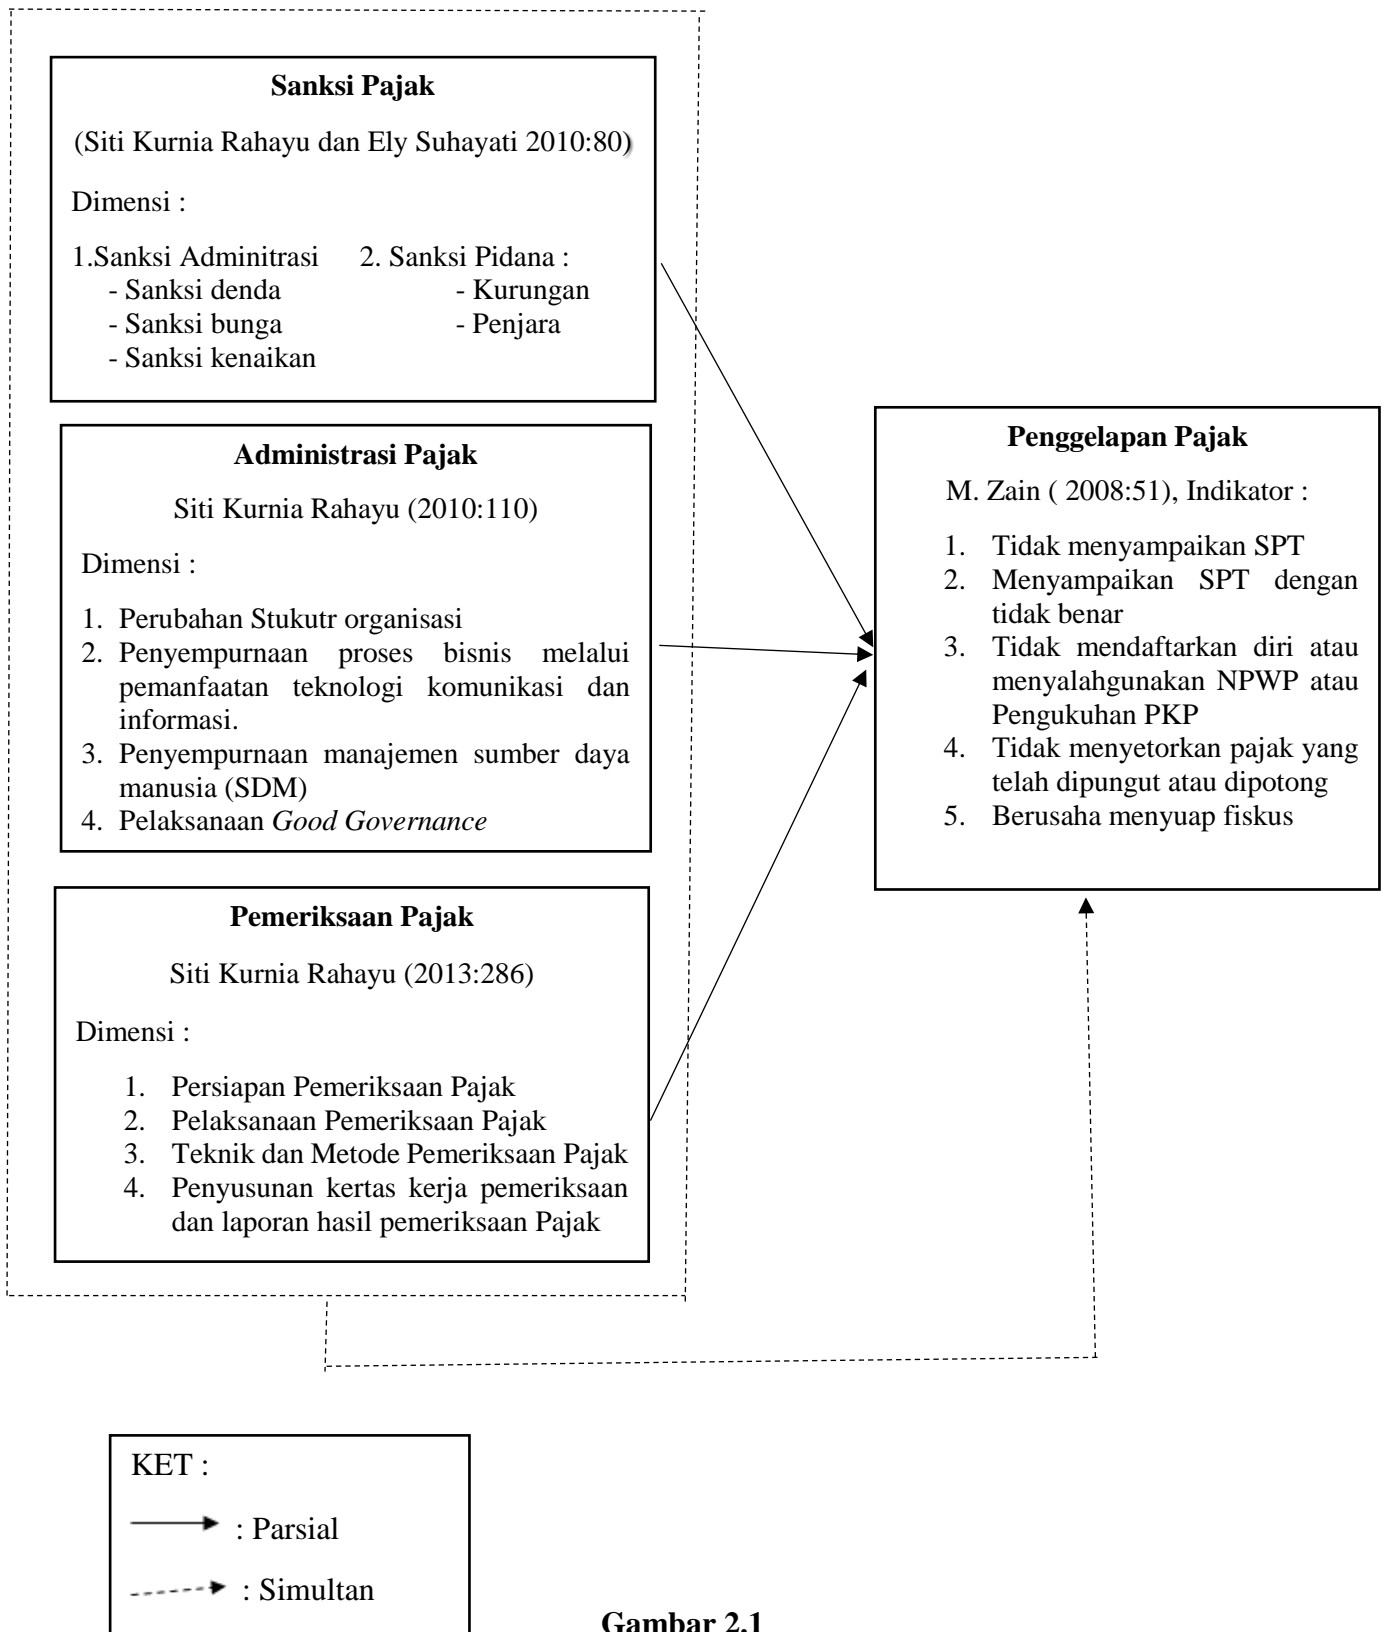 Sanksi Pajak
(Siti Kurnia Rahayu dan Ely Suhayati 2010:80)
Dimensi :
1.Sanksi Adminitrasi 2. Sanksi Pidana :
- Sanksi denda - Kurungan
- Sanksi bunga - Penjara
- Sanksi kenaikan
Administrasi Pajak
Siti Kurnia Rahayu (2010:110)
Dimensi :
1. Perubahan Stukutr organisasi
2. Penyempurnaan proses bisnis melalui
pemanfaatan teknologi komunikasi dan
informasi.
3. Penyempurnaan manajemen sumber daya
manusia (SDM)
4. Pelaksanaan Good Governance
Pemeriksaan Pajak
Siti Kurnia Rahayu (2013:286)
Dimensi :
1. Persiapan Pemeriksaan Pajak
2. Pelaksanaan Pemeriksaan Pajak
3. Teknik dan Metode Pemeriksaan Pajak
4. Penyusunan kertas kerja pemeriksaan
dan laporan hasil pemeriksaan Pajak
Penggelapan Pajak
M. Zain ( 2008:51), Indikator :
1. Tidak menyampaikan SPT
2. Menyampaikan SPT dengan
tidak benar
3. Tidak mendaftarkan diri atau
menyalahgunakan NPWP atau
Pengukuhan PKP
4. Tidak menyetorkan pajak yang
telah dipungut atau dipotong
5. Berusaha menyuap fiskus
KET :
: Parsial
: Simultan
Gambar 2.1